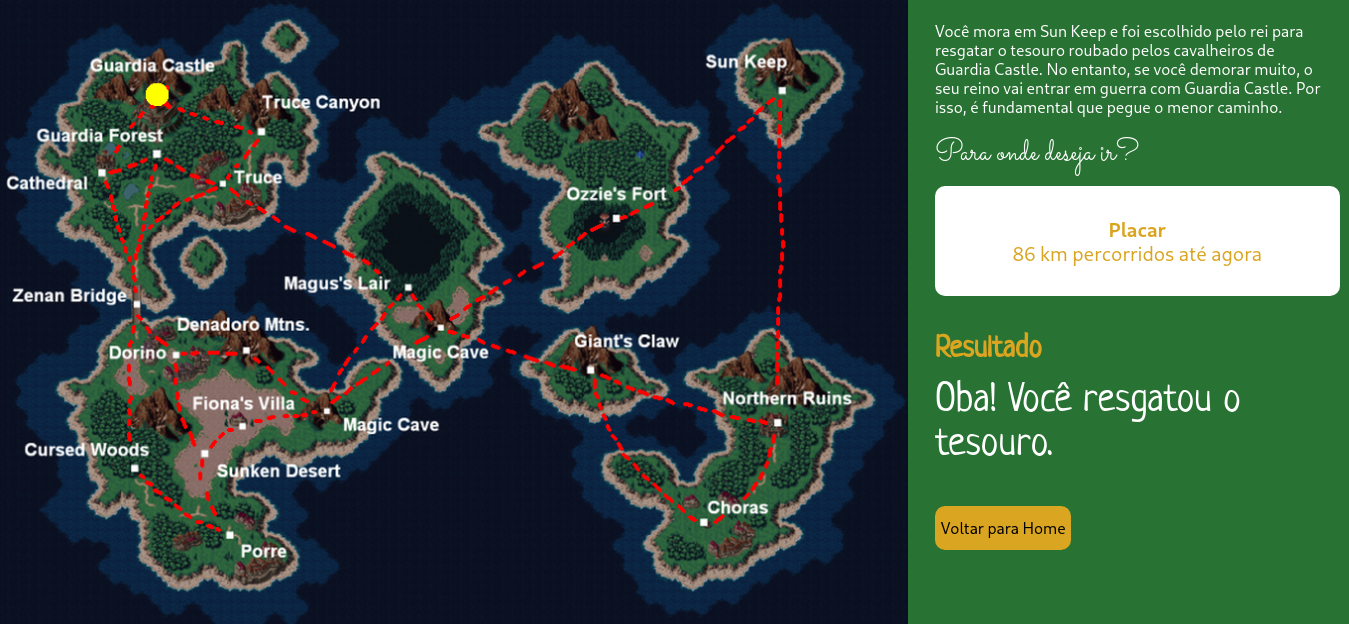 Guardia Castle
Truce Canyon
Guardia Forest
Cathedral
Truce
Sun Keep
Ozzie's Fort
Magus's Lair
Zenan Bridge
Denadoro Mtns.
Dorino
Magic Cave
Giant's Claw
Fiona's Villa
Magic Cave
Northern Ruins
Cursed Woods
Sunken Desert
Choras
Porre
Você mora em Sun Keep e foi escolhido pelo rei para
resgatar o tesouro roubado pelos cavalheiros de
Guardia Castle. No entanto, se você demorar muito, o
seu reino vai entrar em guerra com Guardia Castle. Por
isso, é fundamental que pegue o menor caminho.
Para onde deseja ir?
Placar
86 km percorridos até agora
Resultado
Oba! Você resgatou o
tesouro.
Voltar para Home